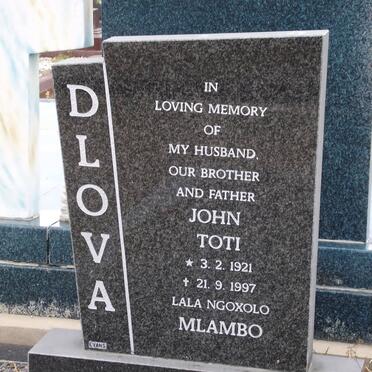 DLOVA
IN
LOVING MEMORY
OF
MY HUSBAND,
OUR BROTHER
AND FATHER
JOHN
TOTI
★ 3. 2. 1921
✝ 21. 9. 1997
LALA NGOXOLO
MLAMBO
EVANS